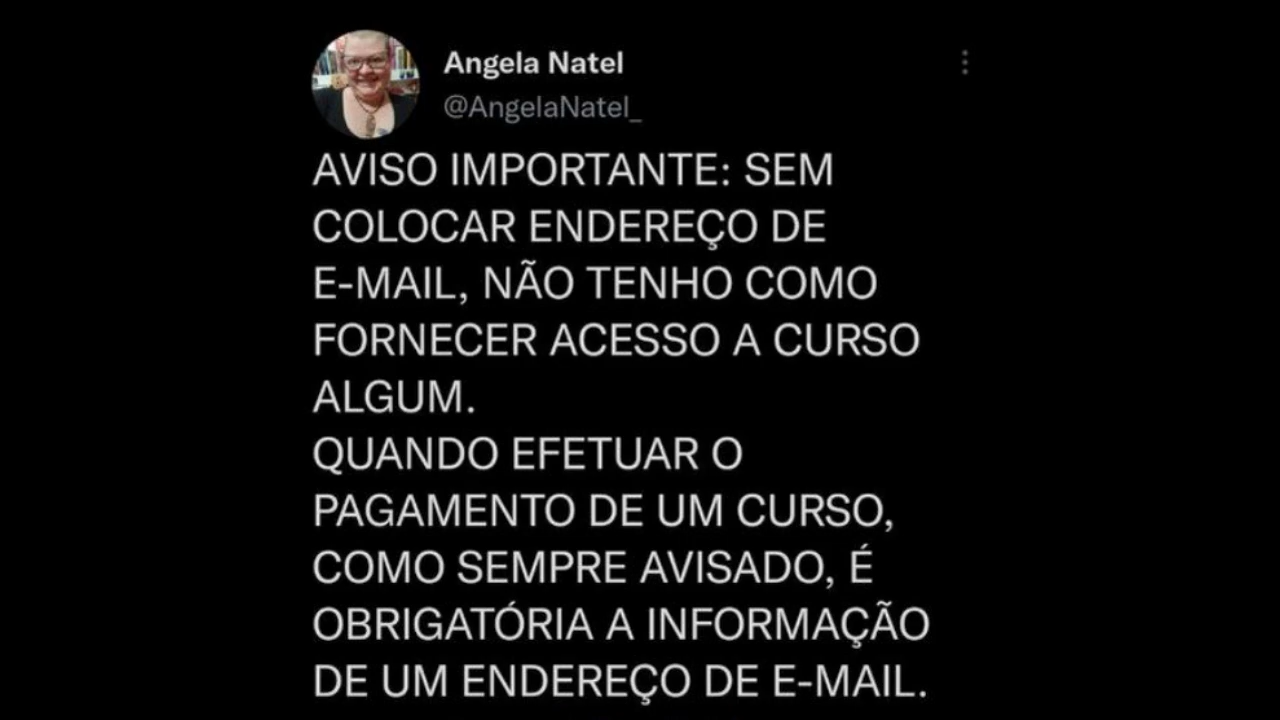 Angela Natel
@AngelaNatel_
AVISO IMPORTANTE: SEM
COLOCAR ENDEREÇO DE
E-MAIL, NÃO TENHO COMO
FORNECER ACESSO A CURSO
ALGUM.
QUANDO EFETUAR O
PAGAMENTO DE UM CURSO,
COMO SEMPRE AVISADO, É
OBRIGATÓRIA A INFORMAÇÃO
DE UM ENDEREÇO DE E-MAIL.